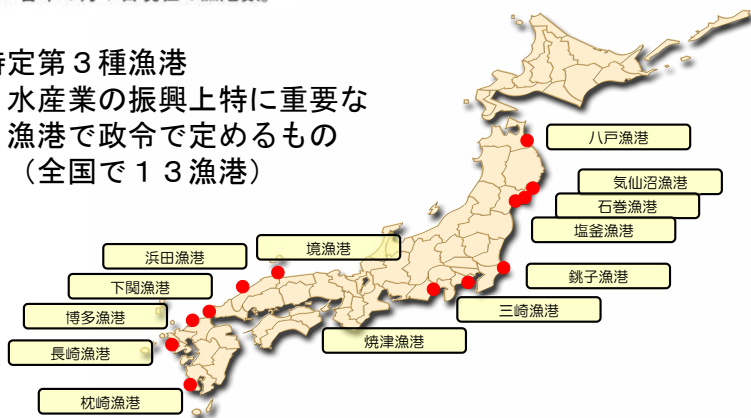 定第３種漁港
水産業の振興上特に重要な
漁港で政令で定めるもの
（全国で１３漁港）
八戸漁港
気仙沼漁港
石巻漁港
塩釜漁港
銚子漁港
三崎漁港
焼津漁港
境漁港
浜田漁港
下関漁港
博多漁港
長崎漁港
枕崎漁港